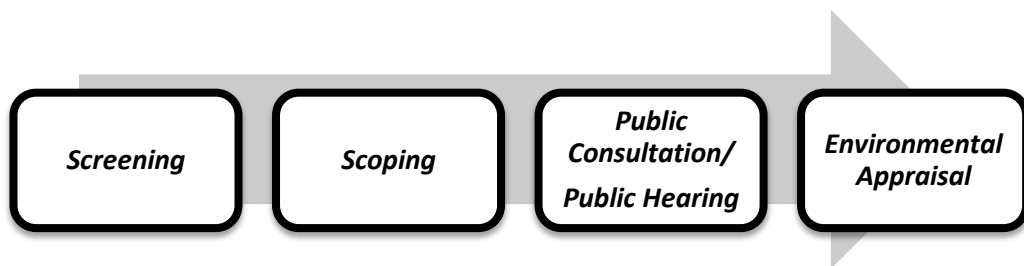 Screening
Scoping
Public
Consultation/
Public Hearing
Environmental
Appraisal